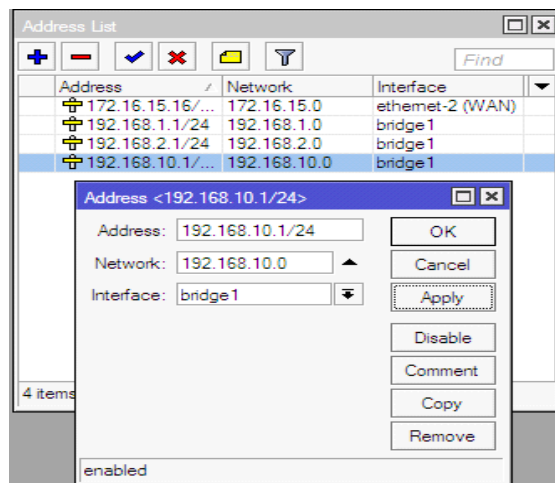 Address List
Find
Address / Network Interface
172.16.15.16/... 172.16.15.0 ethernet-2 (WAN)
192.168.1.1/24 192.168.1.0 bridge1
192.168.2.1/24 192.168.2.0 bridge1
192.168.10.1/... 192.168.10.0 bridge1
Address <192.168.10.1/24>
Address: 192.168.10.1/24 OK
Network: 192.168.10.0 Cancel
Interface: bridge1 Apply
Disable
Comment
4 items
Copy
Remove
enabled